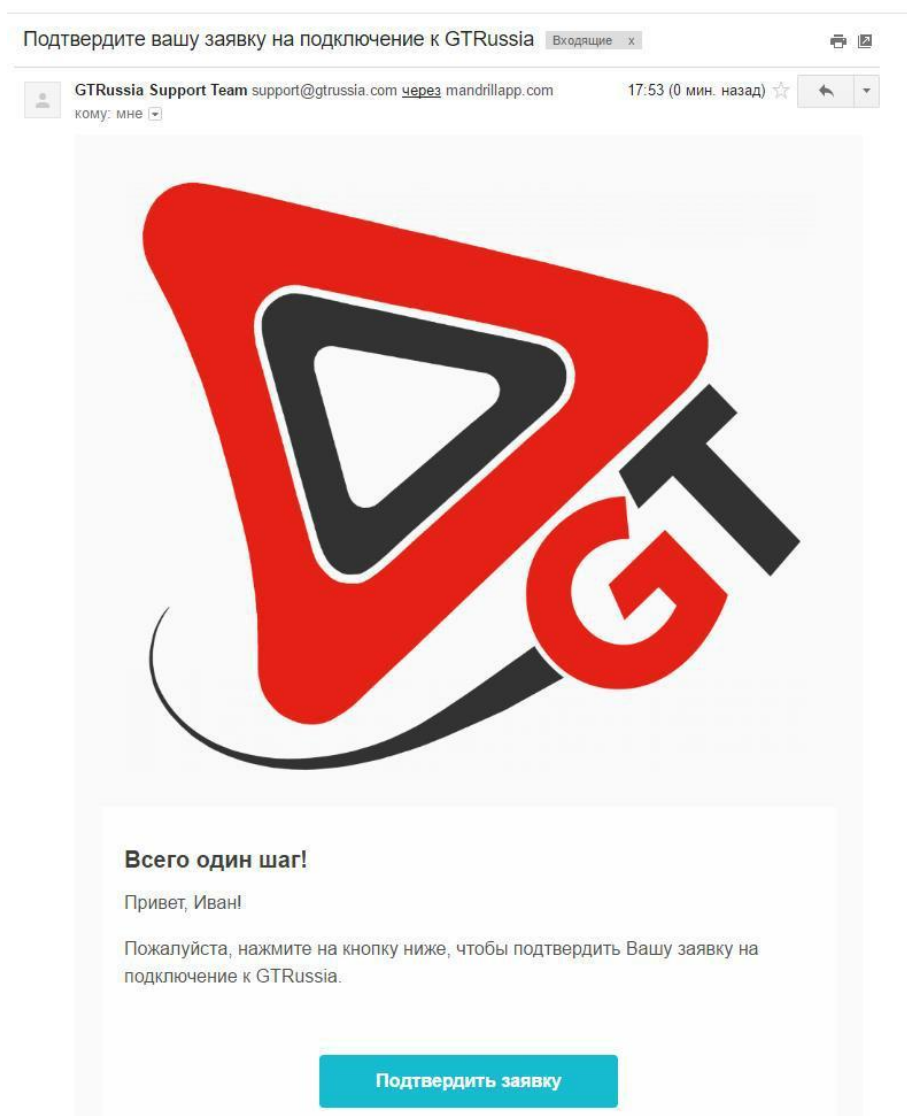 Подтвердите вашу заявку на подключение к GTRussia Входящие x
GTRussia Support Team support@gtrussia.com через mandrillapp.com 17:53 (0 мин. назад)
кому: мне
GT
Всего один шаг!
Привет, Иван!
Пожалуйста, нажмите на кнопку ниже, чтобы подтвердить Вашу заявку на
подключение к GTRussia.
Подтвердить заявку